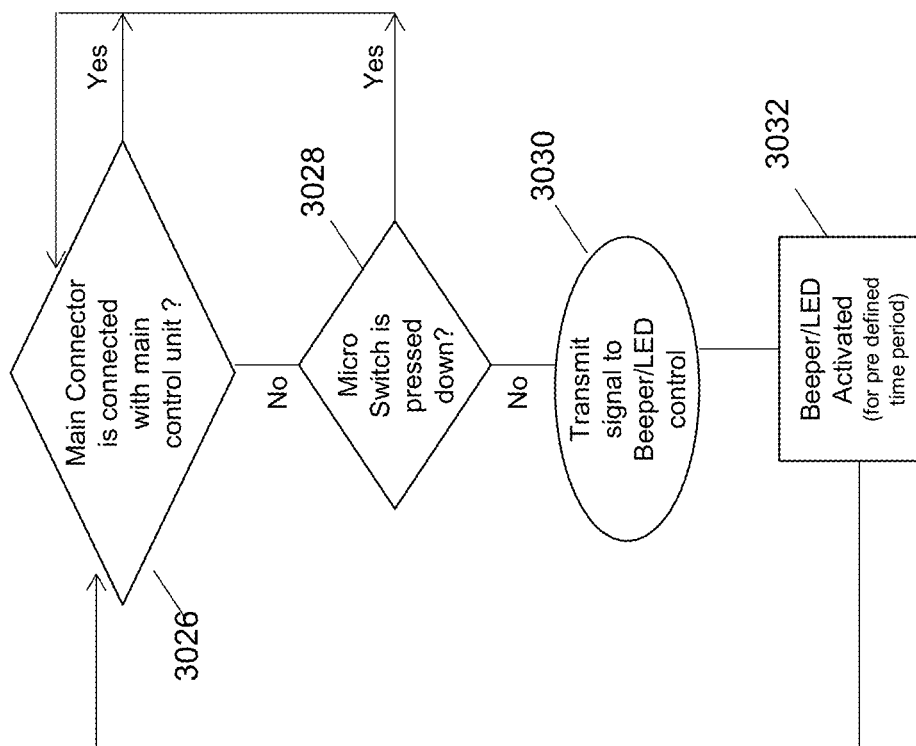 Main Connector
is connected
with main
control unit ?
Yes
3026
No
Micro
Switch is
pressed
down?
3028
Yes
No
Transmit
signal to
Beeper/LED
control
3030
Beeper/LED
Activated
(for pre defined
time period)
3032